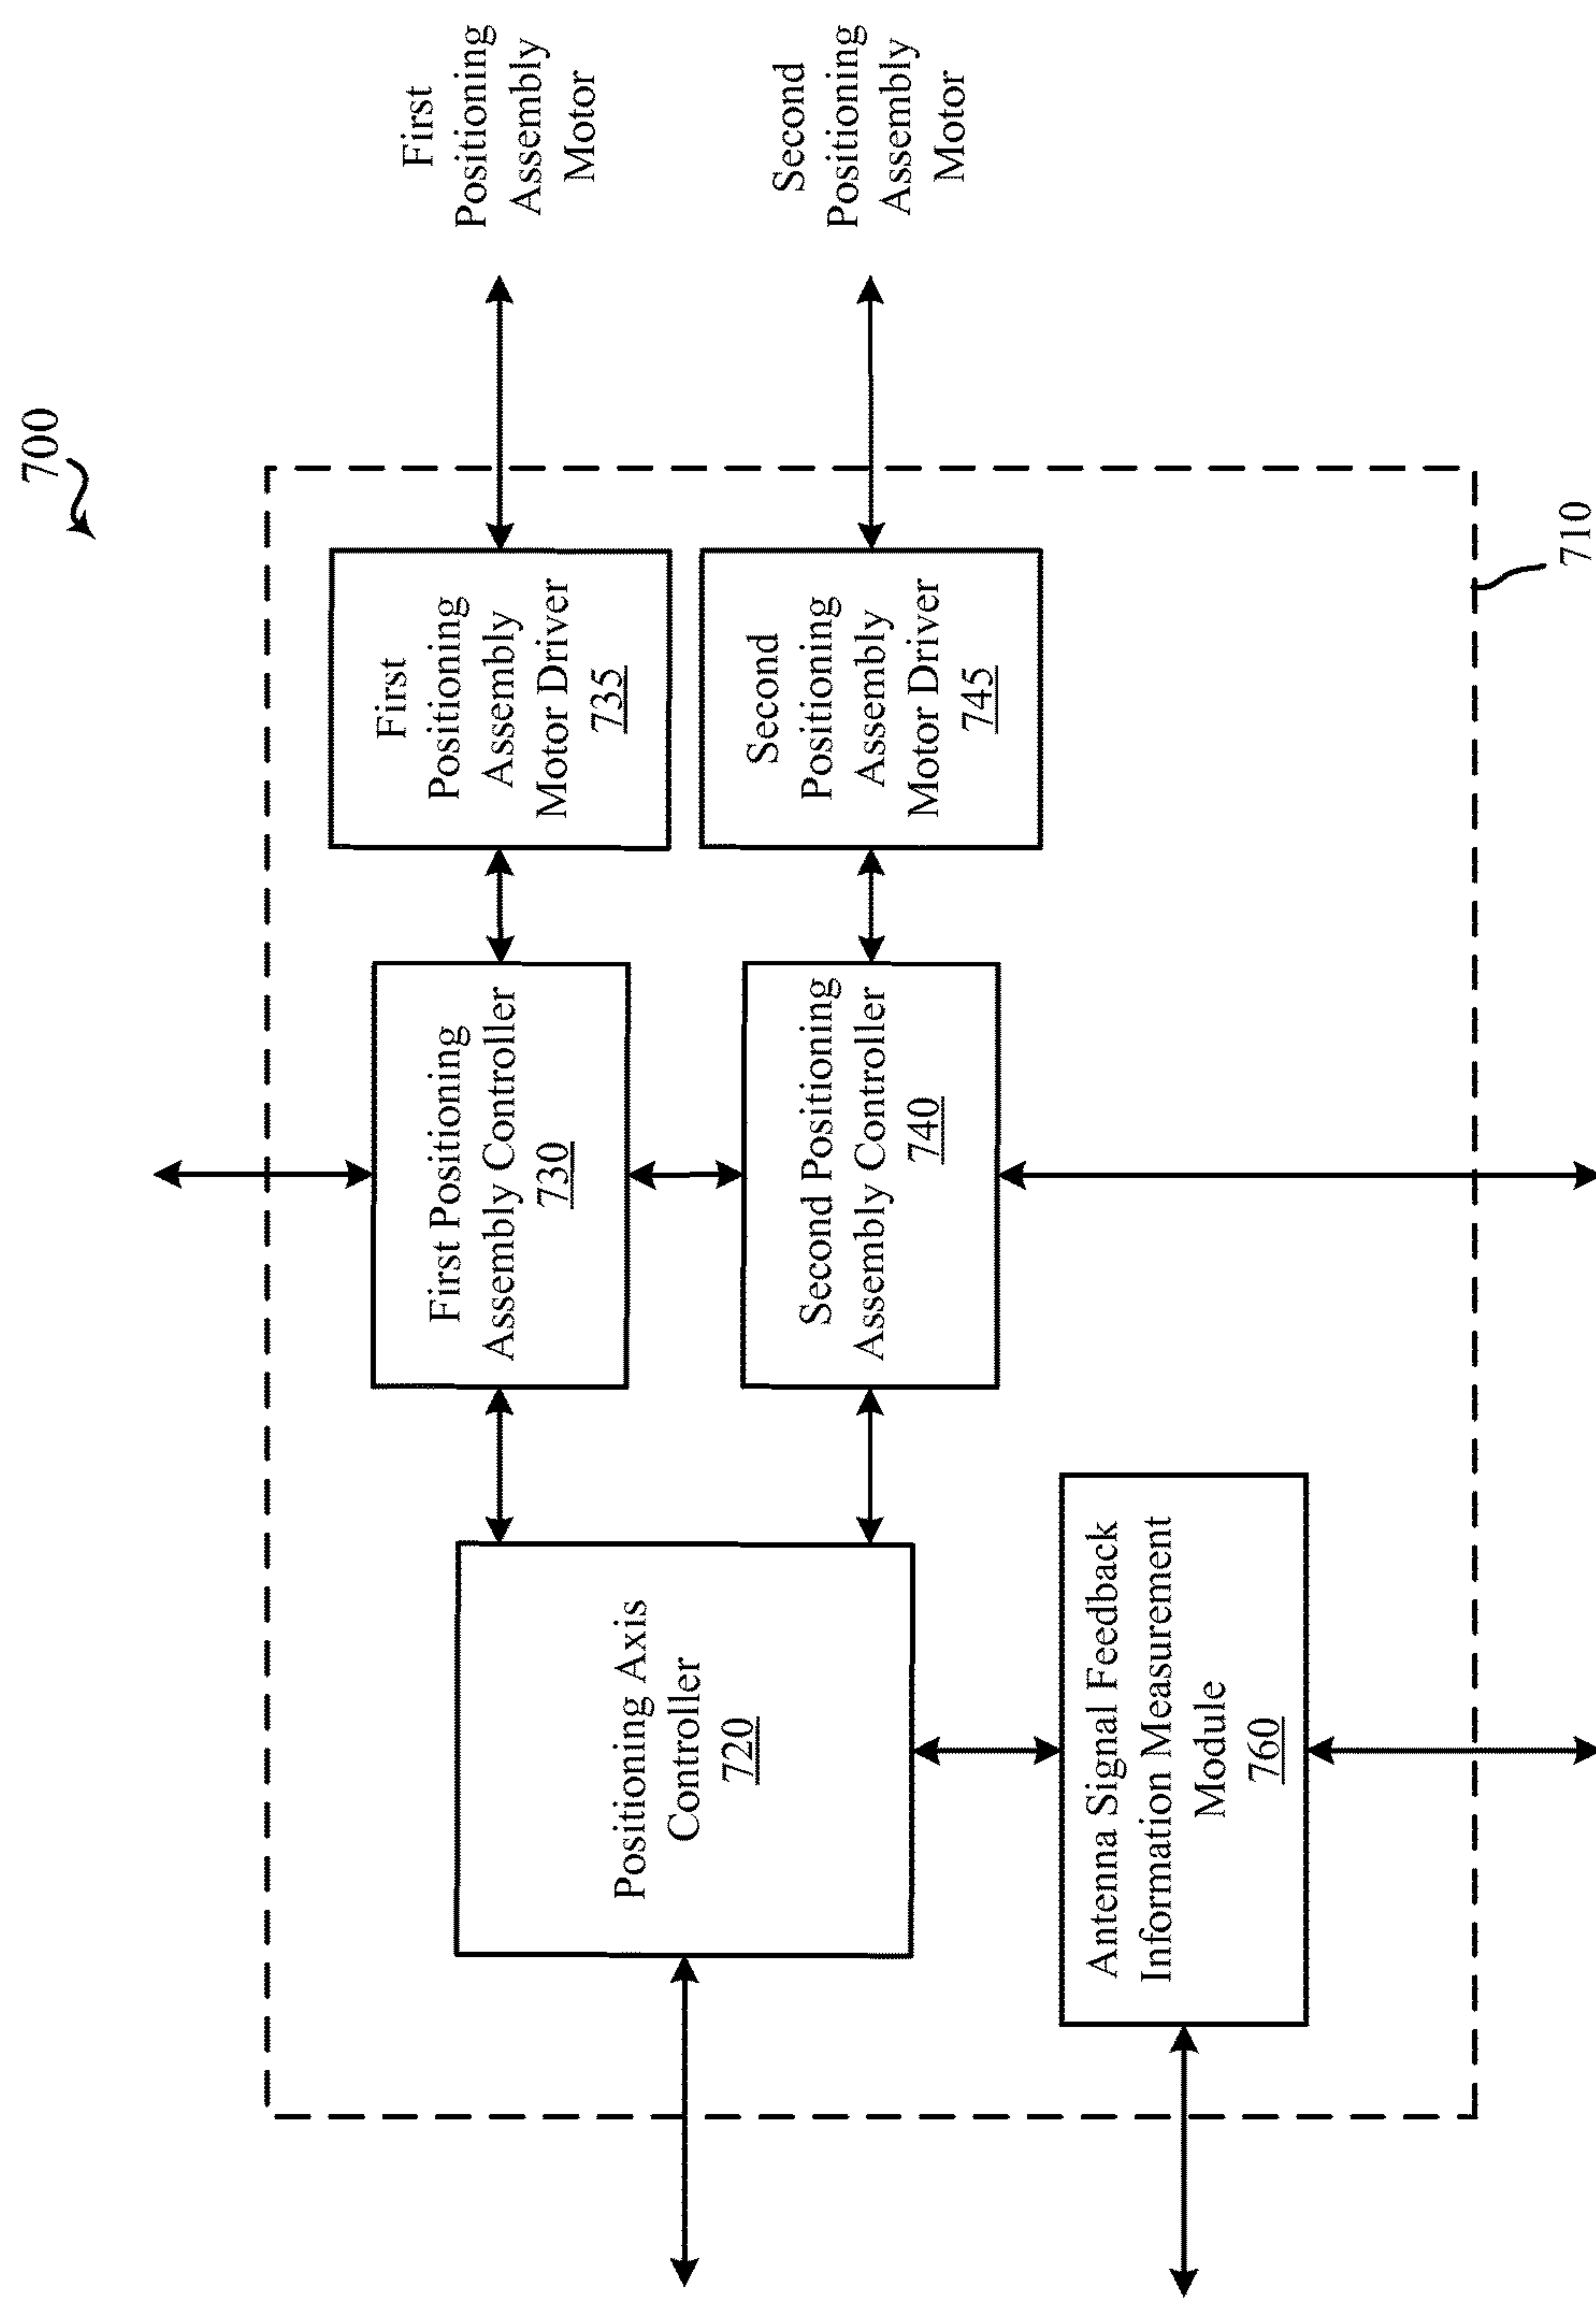 700
First
Positioning
Assembly
Motor
Second
Positioning
Assembly
Motor
First
Positioning
Assembly
Motor Driver
735
Second
Positioning
Assembly
Motor Driver
745
First Positioning
Assembly Controller
730
Second Positioning
Assembly Controller
740
Positioning Axis
Controller
720
Antenna Signal Feedback
Information Measurement
Module
760
710